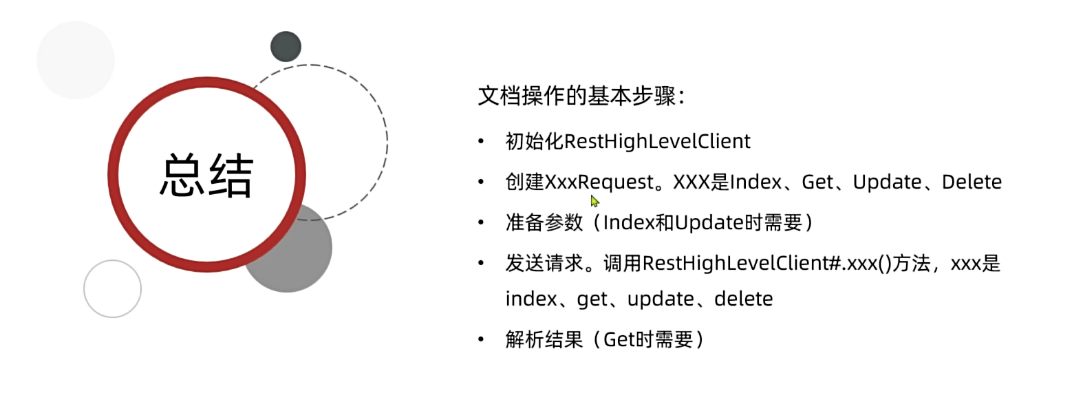 总结
文档操作的基本步骤：
• 初始化RestHighLevelClient
• 创建XxxRequest。XXX是Index、Get、Update、Delete
• 准备参数（Index和Update时需要）
• 发送请求。调用RestHighLevelClient#.xxx()方法，xxx是
index、get、update、delete
• 解析结果（Get时需要）